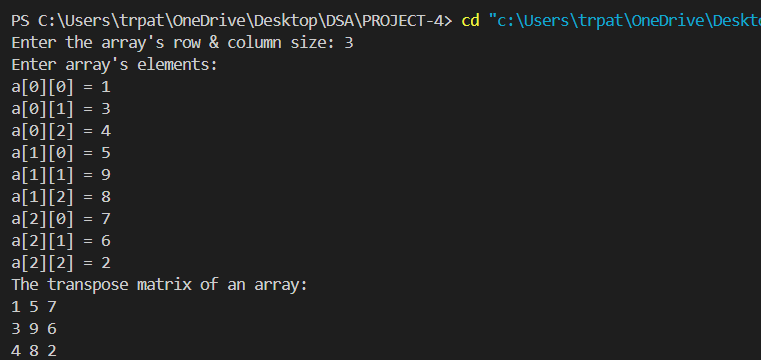 PS C:\Users\trpat\OneDrive\Desktop\DSA\PROJECT-4> cd "c:\Users\trpat\OneDrive\Deskto
Enter the array's row & column size: 3
Enter array's elements:
a[0][0] = 1
a[0][1] = 3
a[0][2] = 4
a[1][0] = 5
a[1][1] = 9
a[1][2] = 8
a[2][0] = 7
a[2][1] = 6
a[2][2] = 2
The transpose matrix of an array:
1 5 7
3 9 6
4 8 2